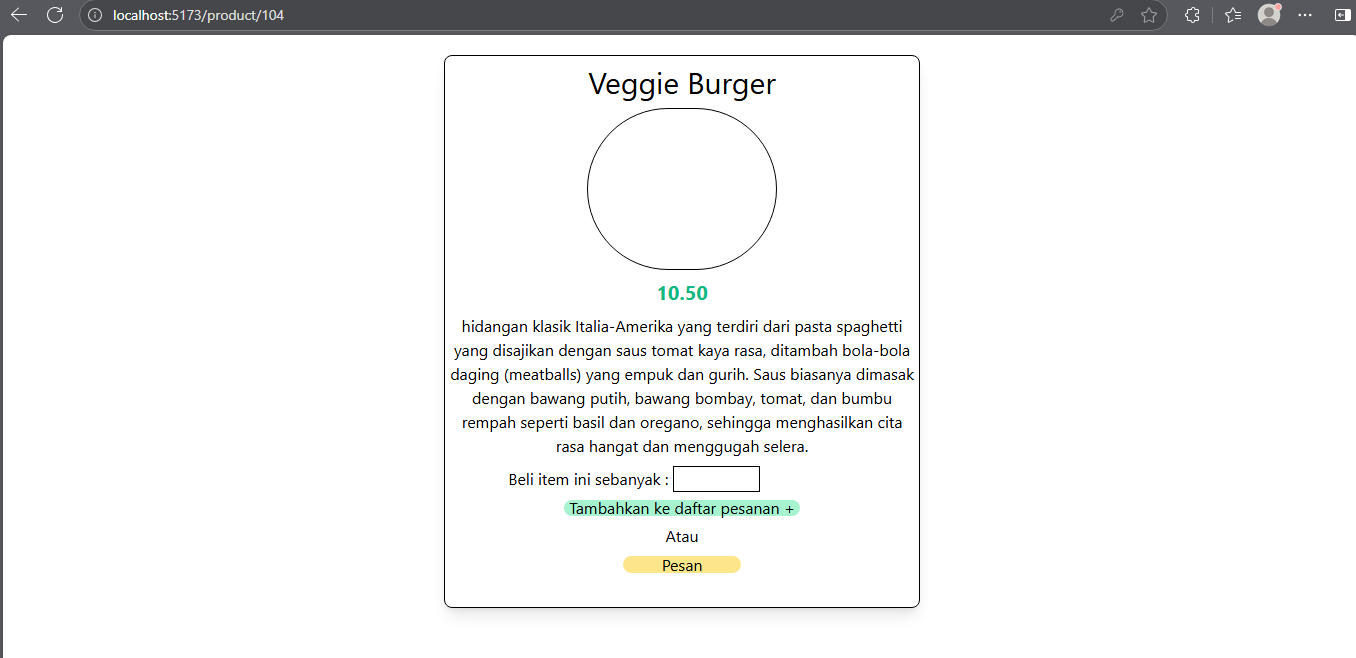 localhost:5173/product/104
Veggie Burger
10.50
hidangan klasik Italia-Amerika yang terdiri dari pasta spaghetti
yang disajikan dengan saus tomat kaya rasa, ditambah bola-bola
daging (meatballs) yang empuk dan gurih. Saus biasanya dimasak
dengan bawang putih, bawang bombay, tomat, dan bumbu
rempah seperti basil dan oregano, sehingga menghasilkan cita
rasa hangat dan menggugah selera.
Beli item ini sebanyak :
Tambahkan ke daftar pesanan +
Atau
Pesan